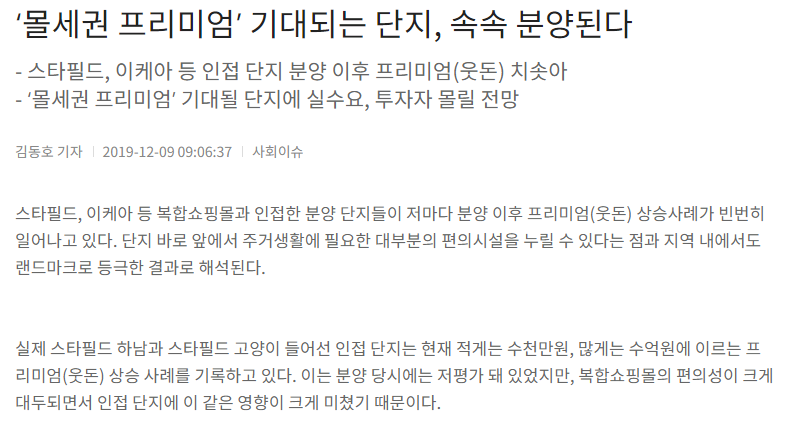 ‘몰세권 프리미엄’ 기대되는 단지, 속속 분양된다
- 스타필드, 이케아 등 인접 단지 분양 이후 프리미엄(웃돈) 치솟아
- ‘몰세권 프리미엄’ 기대될 단지에 실수요, 투자자 몰릴 전망
김동호 기자 | 2019-12-09 09:06:37 | 사회이슈
스타필드, 이케아 등 복합쇼핑몰과 인접한 분양 단지들이 저마다 분양 이후 프리미엄(웃돈) 상승사례가 빈번히
일어나고 있다. 단지 바로 앞에서 주거생활에 필요한 대부분의 편의시설을 누릴 수 있다는 점과 지역 내에서도
랜드마크로 등극한 결과로 해석된다.
실제 스타필드 하남과 스타필드 고양이 들어선 인접 단지는 현재 적게는 수천만원, 많게는 수억원에 이르는 프
리미엄(웃돈) 상승 사례를 기록하고 있다. 이는 분양 당시에는 저평가 돼 있었지만, 복합쇼핑몰의 편의성이 크게
대두되면서 인접 단지에 이 같은 영향이 크게 미쳤기 때문이다.